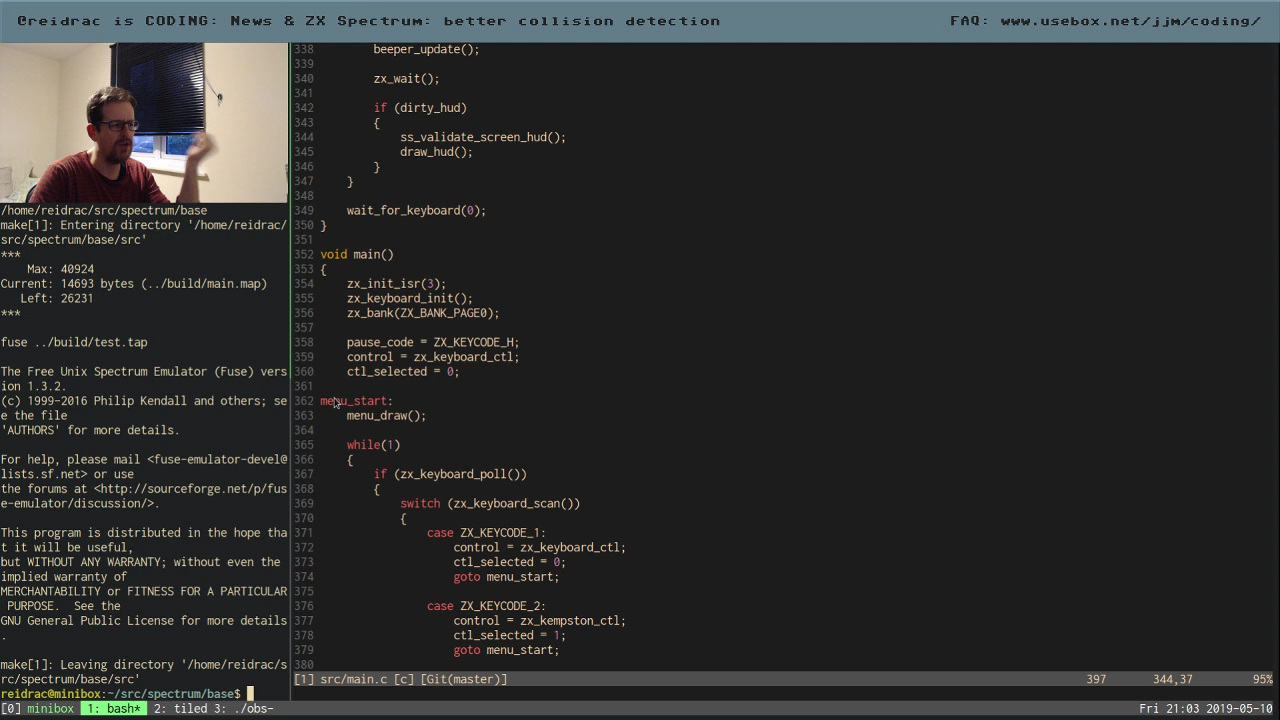 @reidrac is CODING: News & ZX Spectrum: better collision detection
FAQ: www.usebox.net/jjm/coding/
/home/reidrac/src/spectrum/base
make[1]: Entering directory '/home/reidrac/
src/spectrum/base/src'
***
    Max: 40924
Current: 14693 bytes (../build/main.map)
   Left: 26231
***
fuse ../build/test.tap
The Free Unix Spectrum Emulator (Fuse) vers
ion 1.3.2.
(c) 1999-2016 Philip Kendall and others; se
e the file
'AUTHORS' for more details.
For help, please mail <fuse-emulator-devel@
lists.sf.net> or use
the forums at <http://sourceforge.net/p/fus
e-emulator/discussion/>.
This program is distributed in the hope tha
t it will be useful,
but WITHOUT ANY WARRANTY; without even the
implied warranty of
MERCHANTABILITY or FITNESS FOR A PARTICULAR
 PURPOSE.  See the
GNU General Public License for more details
.
make[1]: Leaving directory '/home/reidrac/s
rc/spectrum/base/src'
reidrac@minibox:~/src/spectrum/base$
338         beeper_update();
339
340         zx_wait();
341
342         if (dirty_hud)
343         {
344             ss_validate_screen_hud();
345             draw_hud();
346         }
347     }
348
349     wait_for_keyboard(0);
350 }
351
352 void main()
353 {
354     zx_init_isr(3);
355     zx_keyboard_init();
356     zx_bank(ZX_BANK_PAGE0);
357
358     pause_code = ZX_KEYCODE_H;
359     control = zx_keyboard_ctl;
360     ctl_selected = 0;
361
362 menu_start:
363     menu_draw();
364
365     while(1)
366     {
367         if (zx_keyboard_poll())
368         {
369             switch (zx_keyboard_scan())
370             {
371                 case ZX_KEYCODE_1:
372                     control = zx_keyboard_ctl;
373                     ctl_selected = 0;
374                     goto menu_start;
375
376                 case ZX_KEYCODE_2:
377                     control = zx_kempston_ctl;
378                     ctl_selected = 1;
379                     goto menu_start;
380
[1] src/main.c [c] [Git(master)] 397 344,37 95%
[0] minibox 1: bash* 2: tiled 3: ./obs- Fri 21:03 2019-05-10